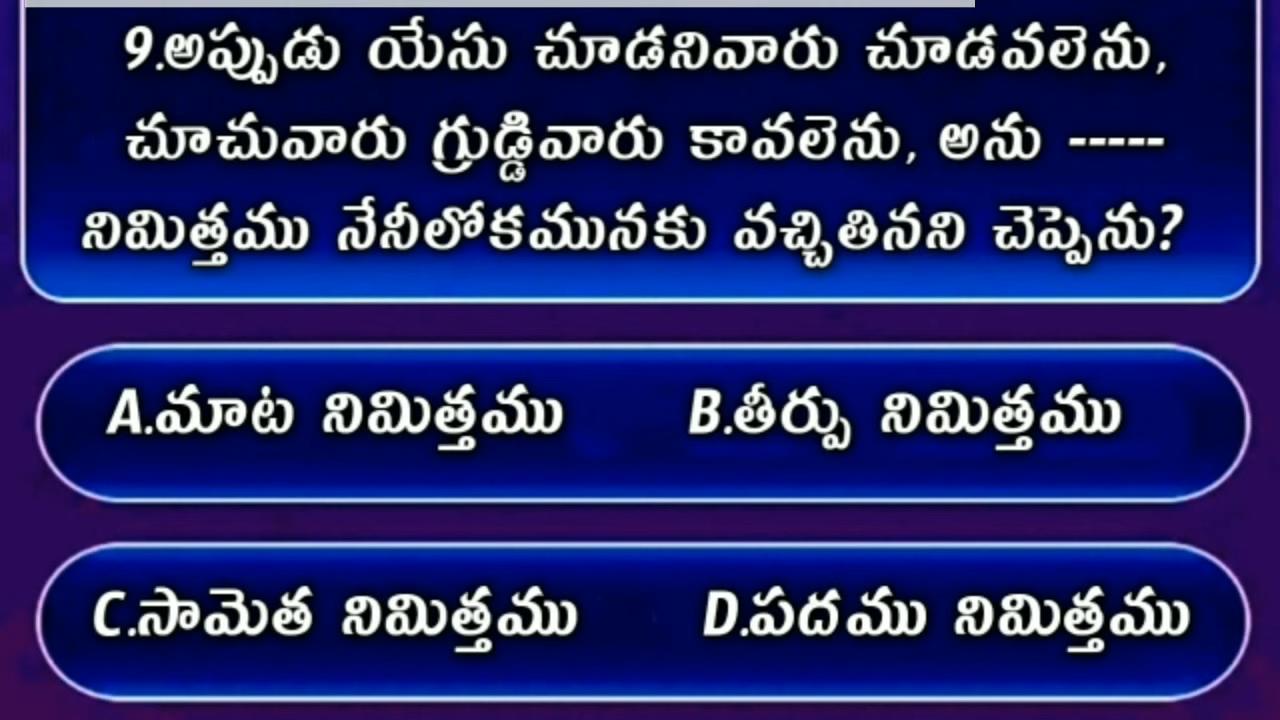 9.అప్పుడు యేసు చూడనివారు చూడవలెను,
చూచువారు గ్రుడ్డివారు కావలెను, అను -----
నిమిత్తము నేనీలోకమునకు వచ్చితినని చెప్పెను?
A.మాట నిమిత్తము B.తీర్పు నిమిత్తము
C.సామెత నిమిత్తము D.పదము నిమిత్తము